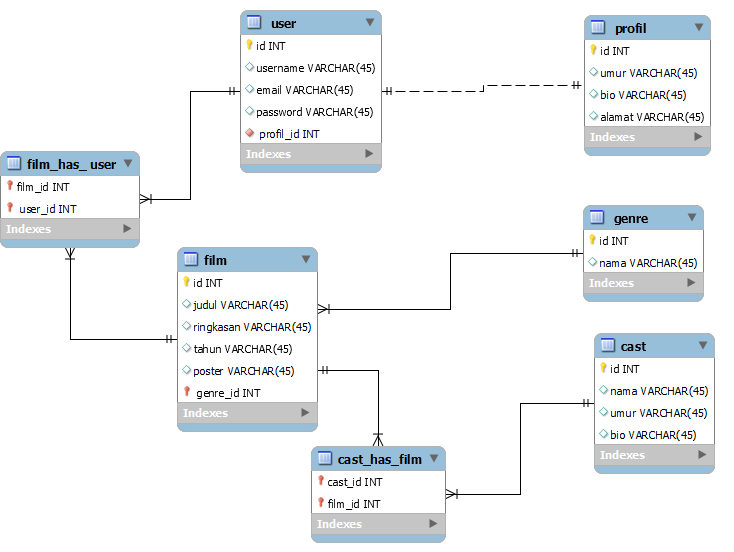 user
id INT
username VARCHAR(45)
email VARCHAR(45)
password VARCHAR(45)
profil_id INT
Indexes
profil
id INT
umur VARCHAR(45)
bio VARCHAR(45)
alamat VARCHAR(45)
Indexes
film_has_ user
film_id INT
user_id INT
Indexes
film
id INT
judul VARCHAR(45)
ringkasan VARCHAR(45)
tahun VARCHAR(45)
poster VARCHAR(45)
genre_id INT
Indexes
genre
id INT
nama VARCHAR(45)
Indexes
cast
id INT
nama VARCHAR(45)
umur VARCHAR(45)
bio VARCHAR(45)
Indexes
cast_has_film
cast_id INT
film_id INT
Indexes